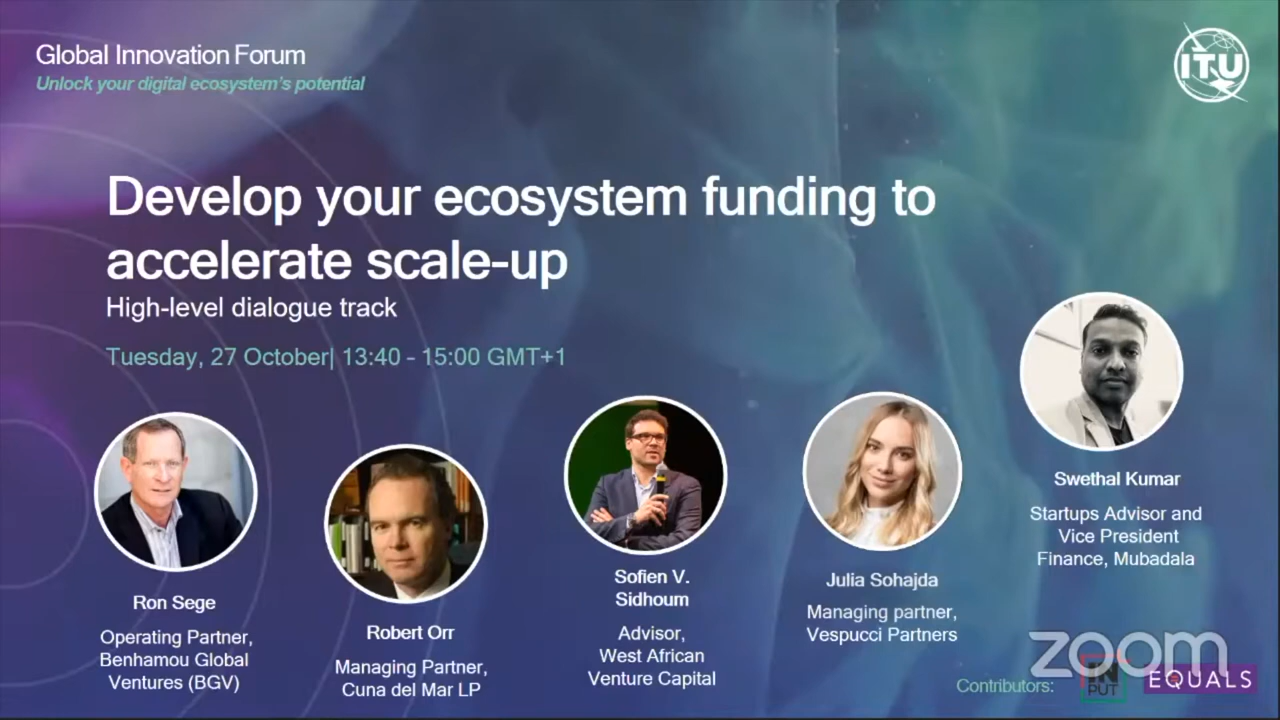 Global Innovation Forum
Unlock your digital ecosystem's potential
ITU
Develop your ecosystem funding to
accelerate scale-up
High-level dialogue track
Tuesday, 27 October| 13:40 - 15:00 GMT+1
Ron Sege
Operating Partner,
Benhamou Global
Ventures (BGV)
Robert Orr
Managing Partner,
Cuna del Mar LP
Sofien V.
Sidhoum
Advisor,
West African
Venture Capital
Julia Sohajda
Managing partner,
Vespucci Partners
Swethal Kumar
Startups Advisor and
Vice President
Finance, Mubadala
zoom
Contributors:
IN
PUT
EQUALS